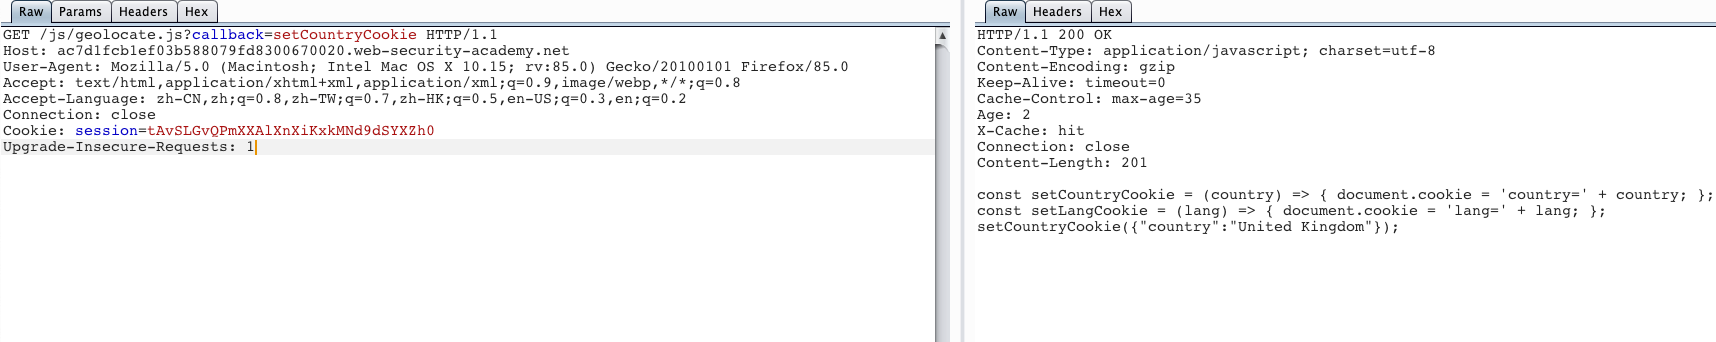 Raw Params Headers Hex
GET /js/geolocate.js?callback=setCountryCookie HTTP/1.1
Host: ac7d1fcb1ef03b588079fd8300670020.web-security-academy.net
User-Agent: Mozilla/5.0 (Macintosh; Intel Mac OS X 10.15; rv:85.0) Gecko/20100101 Firefox/85.0
Accept: text/html,application/xhtml+xml,application/xml;q=0.9,image/webp,*/*;q=0.8
Accept-Language: zh-CN,zh;q=0.8,zh-TW;q=0.7,zh-HK;q=0.5,en-US;q=0.3,en;q=0.2
Connection: close
Cookie: session=tAvSLGvQPmXXAlXnXiKxkMNd9dSYXZh0
Upgrade-Insecure-Requests: 1
Raw Headers Hex
HTTP/1.1 200 OK
Content-Type: application/javascript; charset=utf-8
Content-Encoding: gzip
Keep-Alive: timeout=0
Cache-Control: max-age=35
Age: 2
X-Cache: hit
Connection: close
Content-Length: 201
const setCountryCookie = (country) => { document.cookie = 'country=' + country; };
const setLangCookie = (lang) => { document.cookie = 'lang=' + lang; };
setCountryCookie({"country":"United Kingdom"});